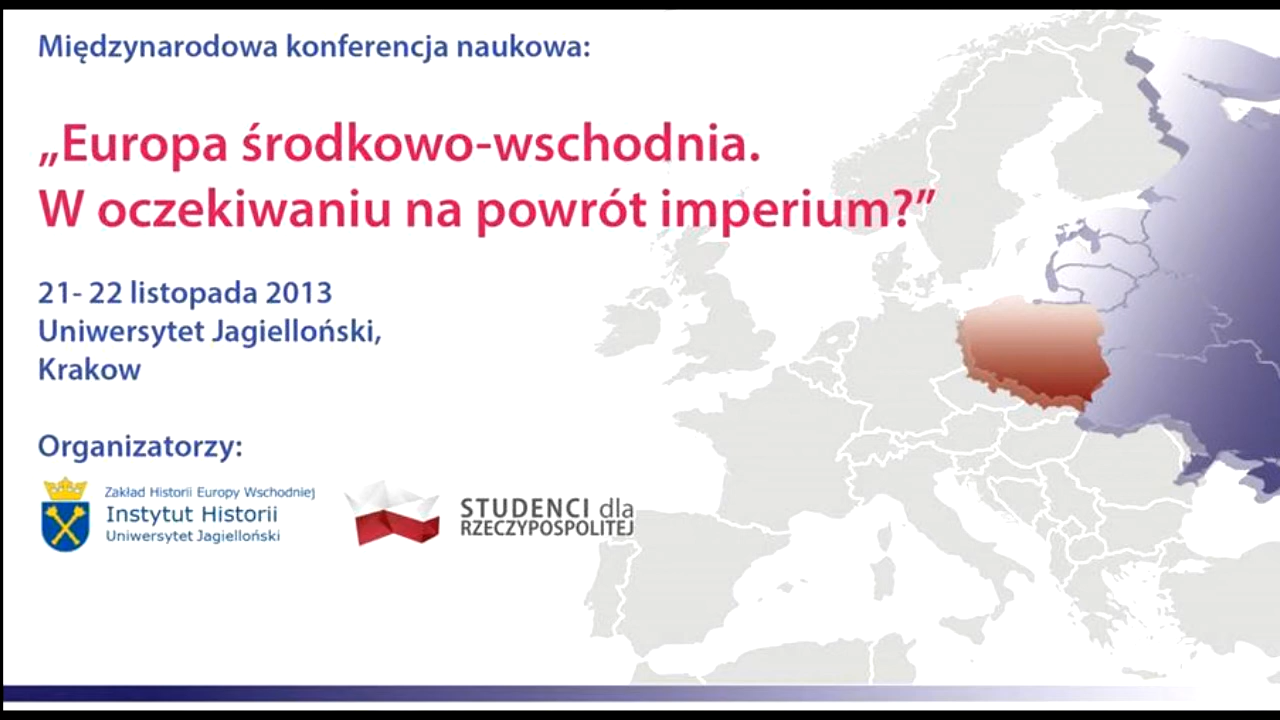 Międzynarodowa konferencja naukowa:
„Europa środkowo-wschodnia.
W oczekiwaniu na powrót imperium?”
21- 22 listopada 2013
Uniwersytet Jagielloński,
Krakow
Organizatorzy:
Zakład Historii Europy Wschodniej
Instytut Historii
Uniwersytet Jagielloński
STUDENCI dla
RZECZYPOSPOLITEJ